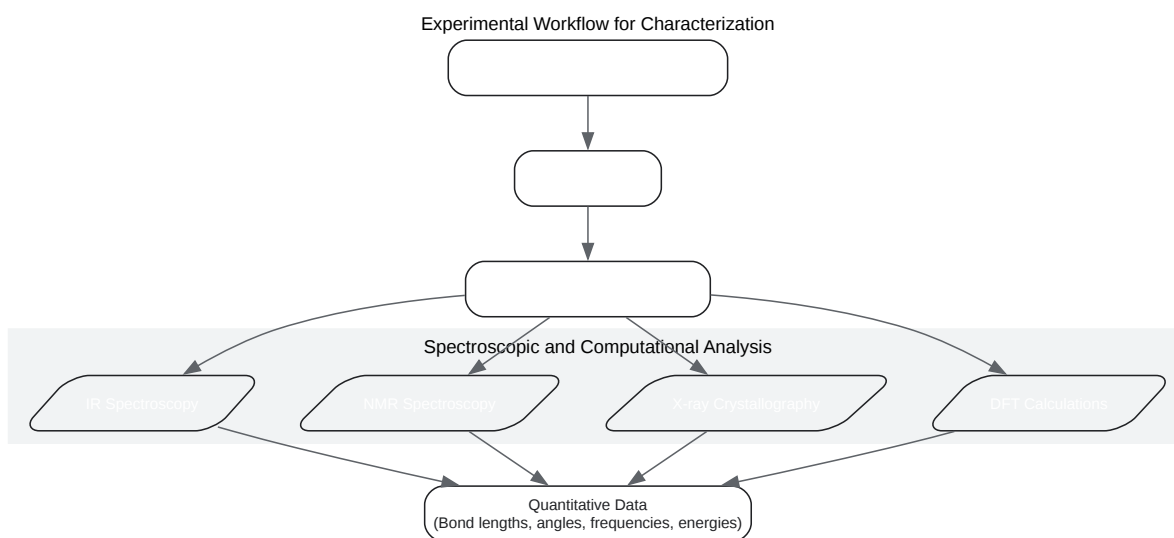 Experimental Workflow for Characterization
Spectroscopic and Computational Analysis
IR Spectroscopy
NMR Spectroscopy
X-ray Crystallography
DFT Calculations
Quantitative Data
(Bond lengths, angles, frequencies, energies)